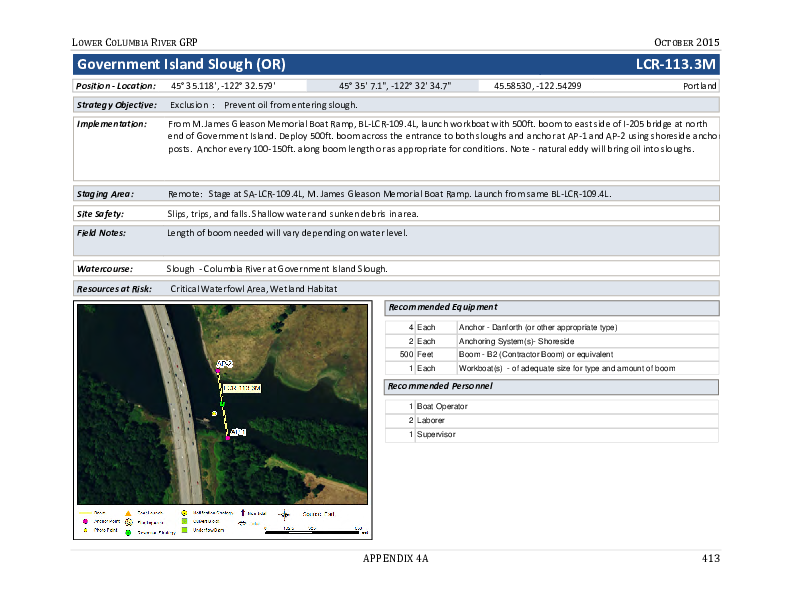 LOWER COLUMBIA RIVER GRP OCTOBER 2015
Government Island Slough (OR) LCR-113.3M
Position - Location: 45° 35.118', -122° 32.579' 45° 35' 7.1", -122° 32' 34.7" 45.58530, -122.54299 Portland
Strategy Objective: Exclusion : Prevent oil from entering slough.
Implementation: From M. James Gleason Memorial Boat Ramp, BL-LCR-109.4L, launch workboat with 500ft. boom to east side of I-205 bridge at north
end of Government Island. Deploy 500ft. boom across the entrance to both sloughs and anchor at AP-1 and AP-2 using shoreside ancho
posts. Anchor every 100-150ft. along boom length or as appropriate for conditions. Note - natural eddy will bring oil into sloughs.
Staging Area: Remote: Stage at SA-LCR-109.4L, M. James Gleason Memorial Boat Ramp. Launch from same BL-LCR-109.4L.
Site Safety: Slips, trips, and falls. Shallow water and sunken debris in area.
Field Notes: Length of boom needed will vary depending on water level.
Watercourse: Slough - Columbia River at Government Island Slough.
Resources at Risk: Critical Waterfowl Area, Wetland Habitat
Recommended Equipment
4 Each Anchor - Danforth (or other appropriate type)
2 Each Anchoring System(s)- Shoreside
500 Feet Boom - B2 (Contractor Boom) or equivalent
1 Each Workboat(s) - of adequate size for type and amount of boom
Recommended Personnel
1 Boat Operator
2 Laborer
1 Supervisor
AP-2
LCR-113.3M
AP-1
Anchor Point
Photo Point
Notification Strategy
APPENDIX 4A 413